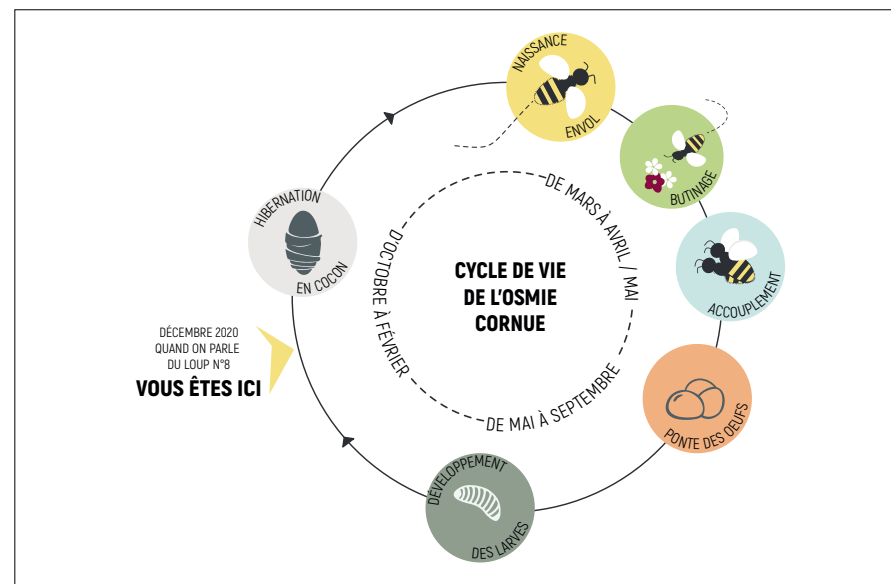 NAISSANCE
ENVOL
BUTINAGE
ACCOUPLEMENT
PONTE DES OEUFS
DÉVELOPPEMENT
DES LARVES
HIBERNATION
EN COCON
DE MARS À AVRIL / MAI
DE MAI À SEPTEMBRE
D'OCTOBRE À FÉVRIER
CYCLE DE VIE
DE L'OSMIE
CORNUE
DÉCEMBRE 2020
QUAND ON PARLE
DU LOUP N°8
VOUS ÊTES ICI